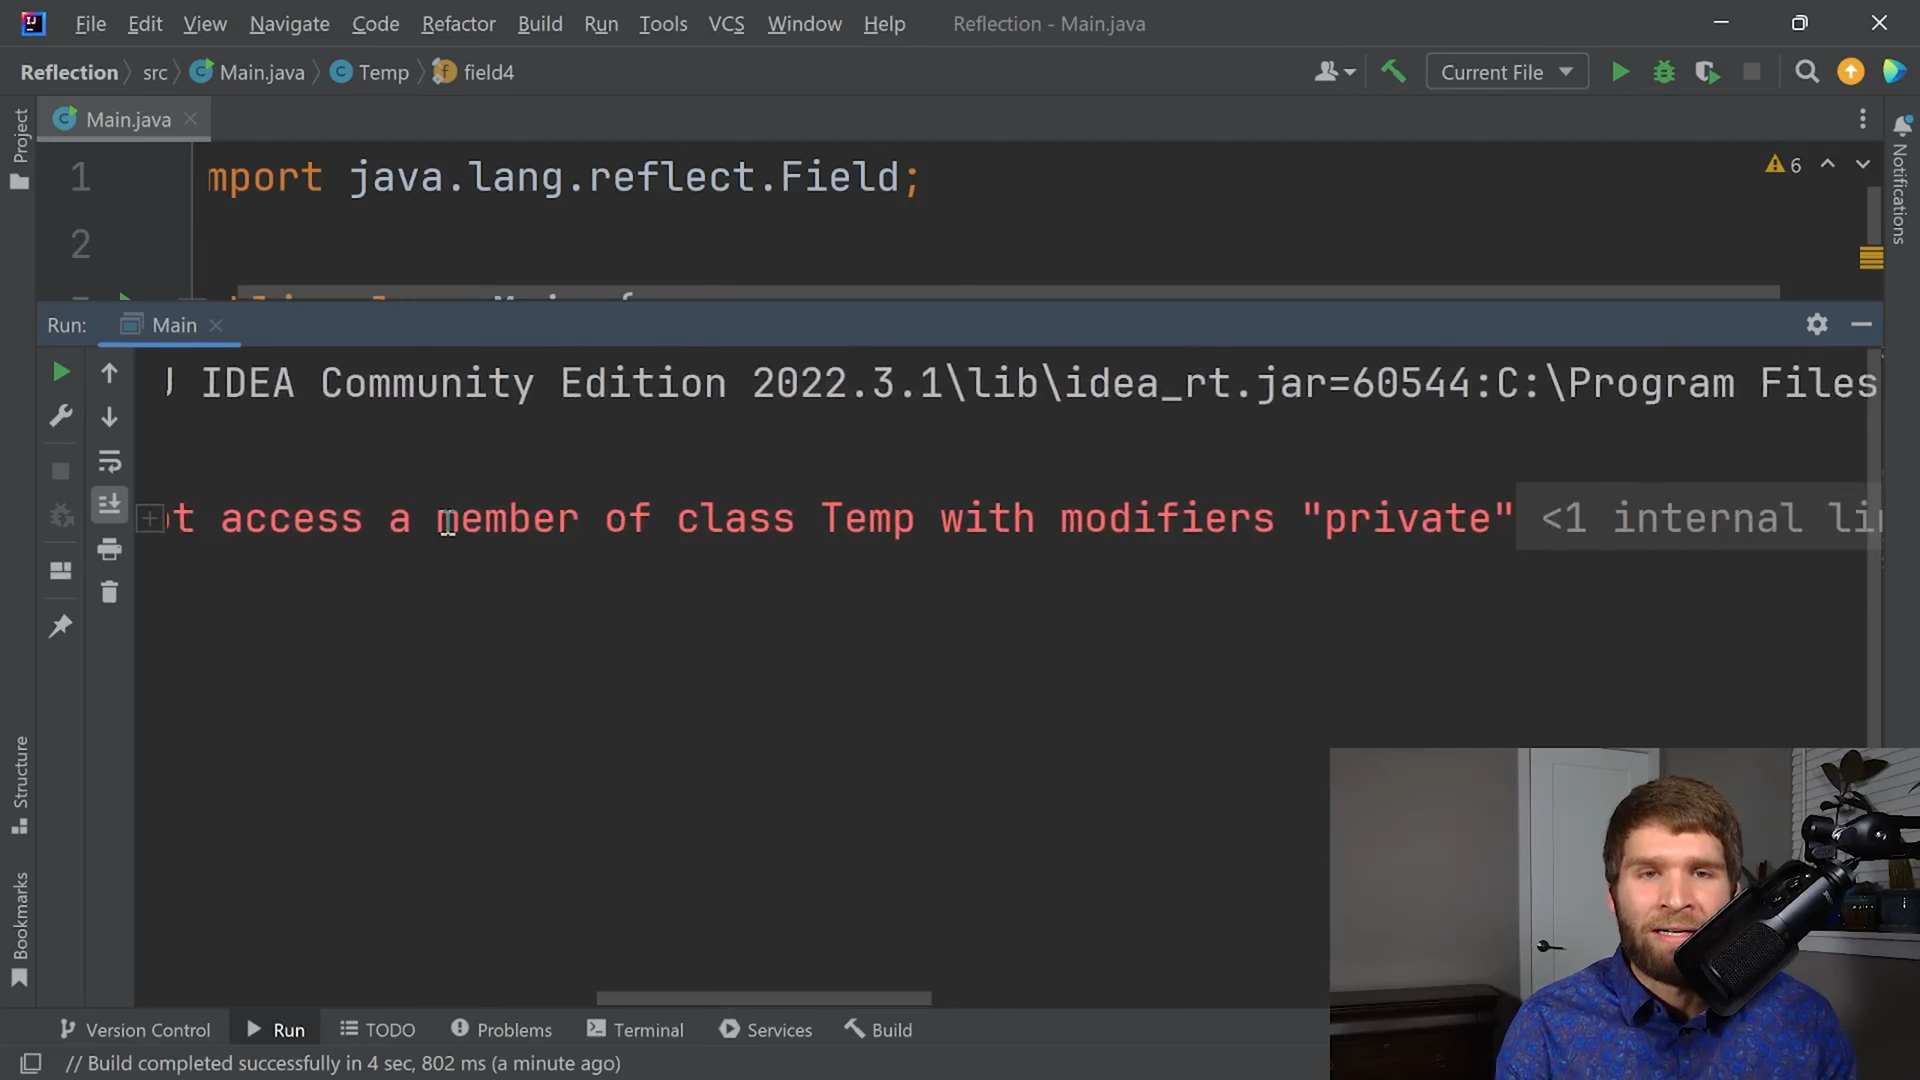 File Edit View Navigate Code Refactor Build Run Tools VCS Window Help Reflection - Main.java
Reflection src Main.java Temp field4 Current File
Project
Main.java
1 mport java.lang.reflect.Field; 6
2
Notifications
Run: Main
J IDEA Community Edition 2022.3.1\lib\idea_rt.jar=60544:C:\Program Files
t access a member of class Temp with modifiers "private" <1 internal
Structure
Bookmarks
Version Control Run TODO Problems Terminal Services Build
// Build completed successfully in 4 sec, 802 ms (a minute ago)